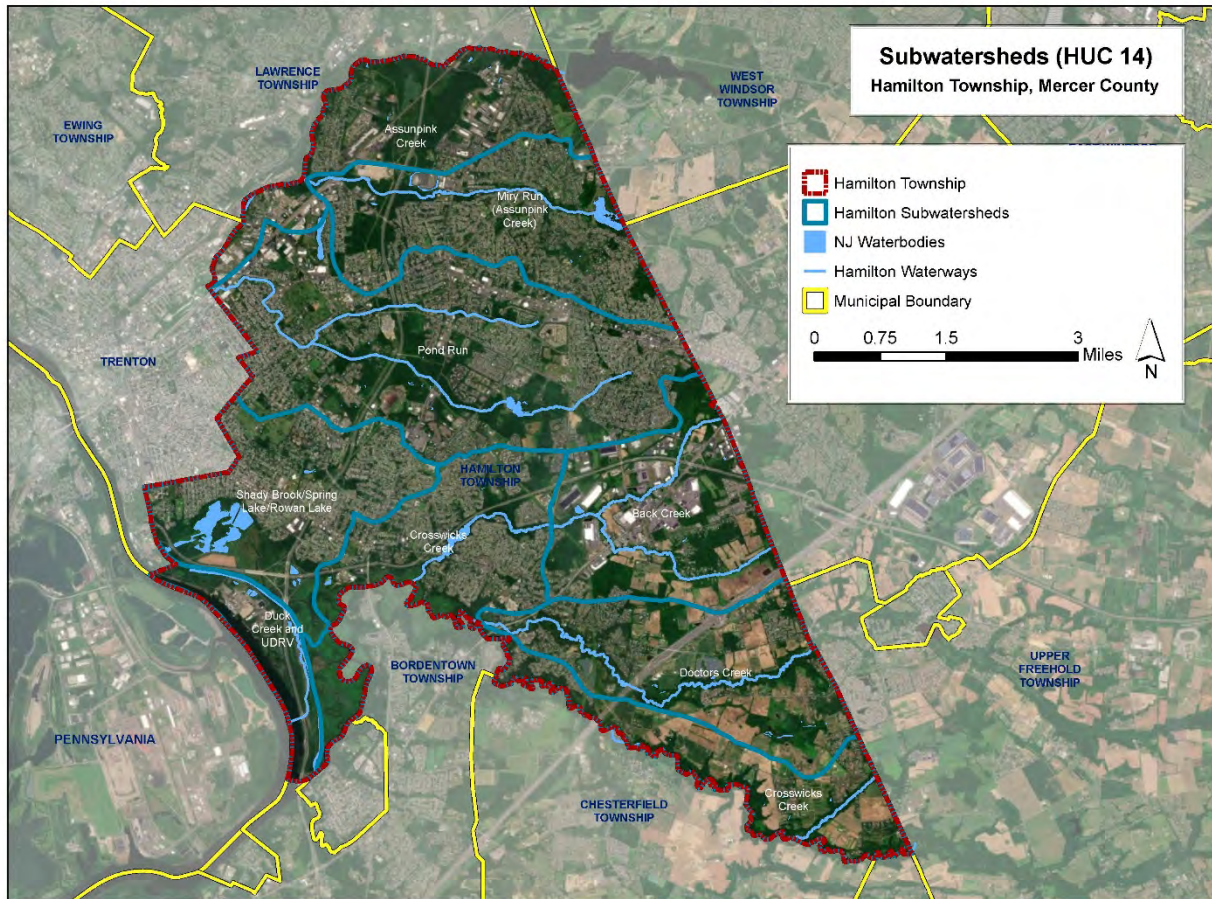 Subwatersheds (HUC 14)
Hamilton Township, Mercer County
Hamilton Township
Hamilton Subwatersheds
NJ Waterbodies
Hamilton Waterways
Municipal Boundary
0 0.75 1.5 3
Miles
N
LAWRENCE
TOWNSHIP
WEST
WINDSOR
TOWNSHIP
EWING
TOWNSHIP
Assunpink
Creek
Miry Run
(Assunpink
Creek)
TRENTON
Pond Run
HAMILTON
TOWNSHIP
Shady Brook/Spring
Lake/Rowan Lake
Crosswicks
Creek
Back Creek
Duck
Creek and
UDRV
BORDENTOWN
TOWNSHIP
Doctors Creek
UPPER
FREEHOLD
TOWNSHIP
PENNSYLVANIA
CHESTERFIELD
TOWNSHIP
Crosswicks
Creek